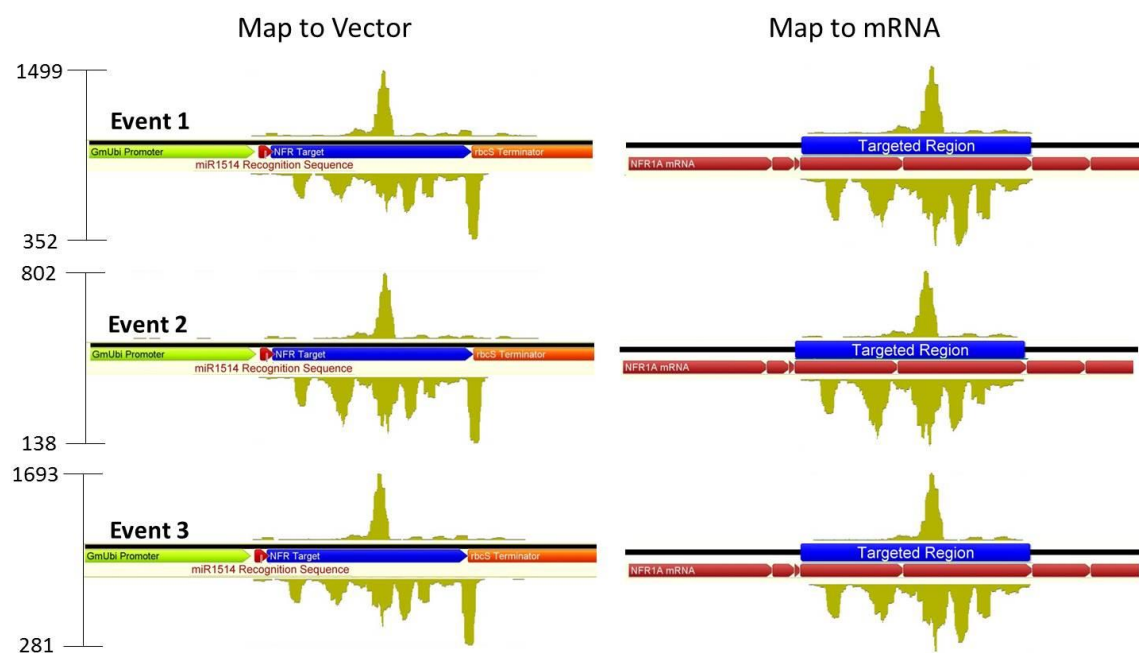 Map to Vector
Map to mRNA
1499
Event 1
GmUbi Promoter
NFR Target
rbcS Terminator
miR1514 Recognition Sequence
Targeted Region
NFR1A mRNA
352
802
Event 2
GmUbi Promoter
NFR Target
rbcS Terminator
miR1514 Recognition Sequence
Targeted Region
NFR1A mRNA
138
1693
Event 3
GmUbi Promoter
NFR Target
rbcS Terminator
miR1514 Recognition Sequence
Targeted Region
NFR1A mRNA
281